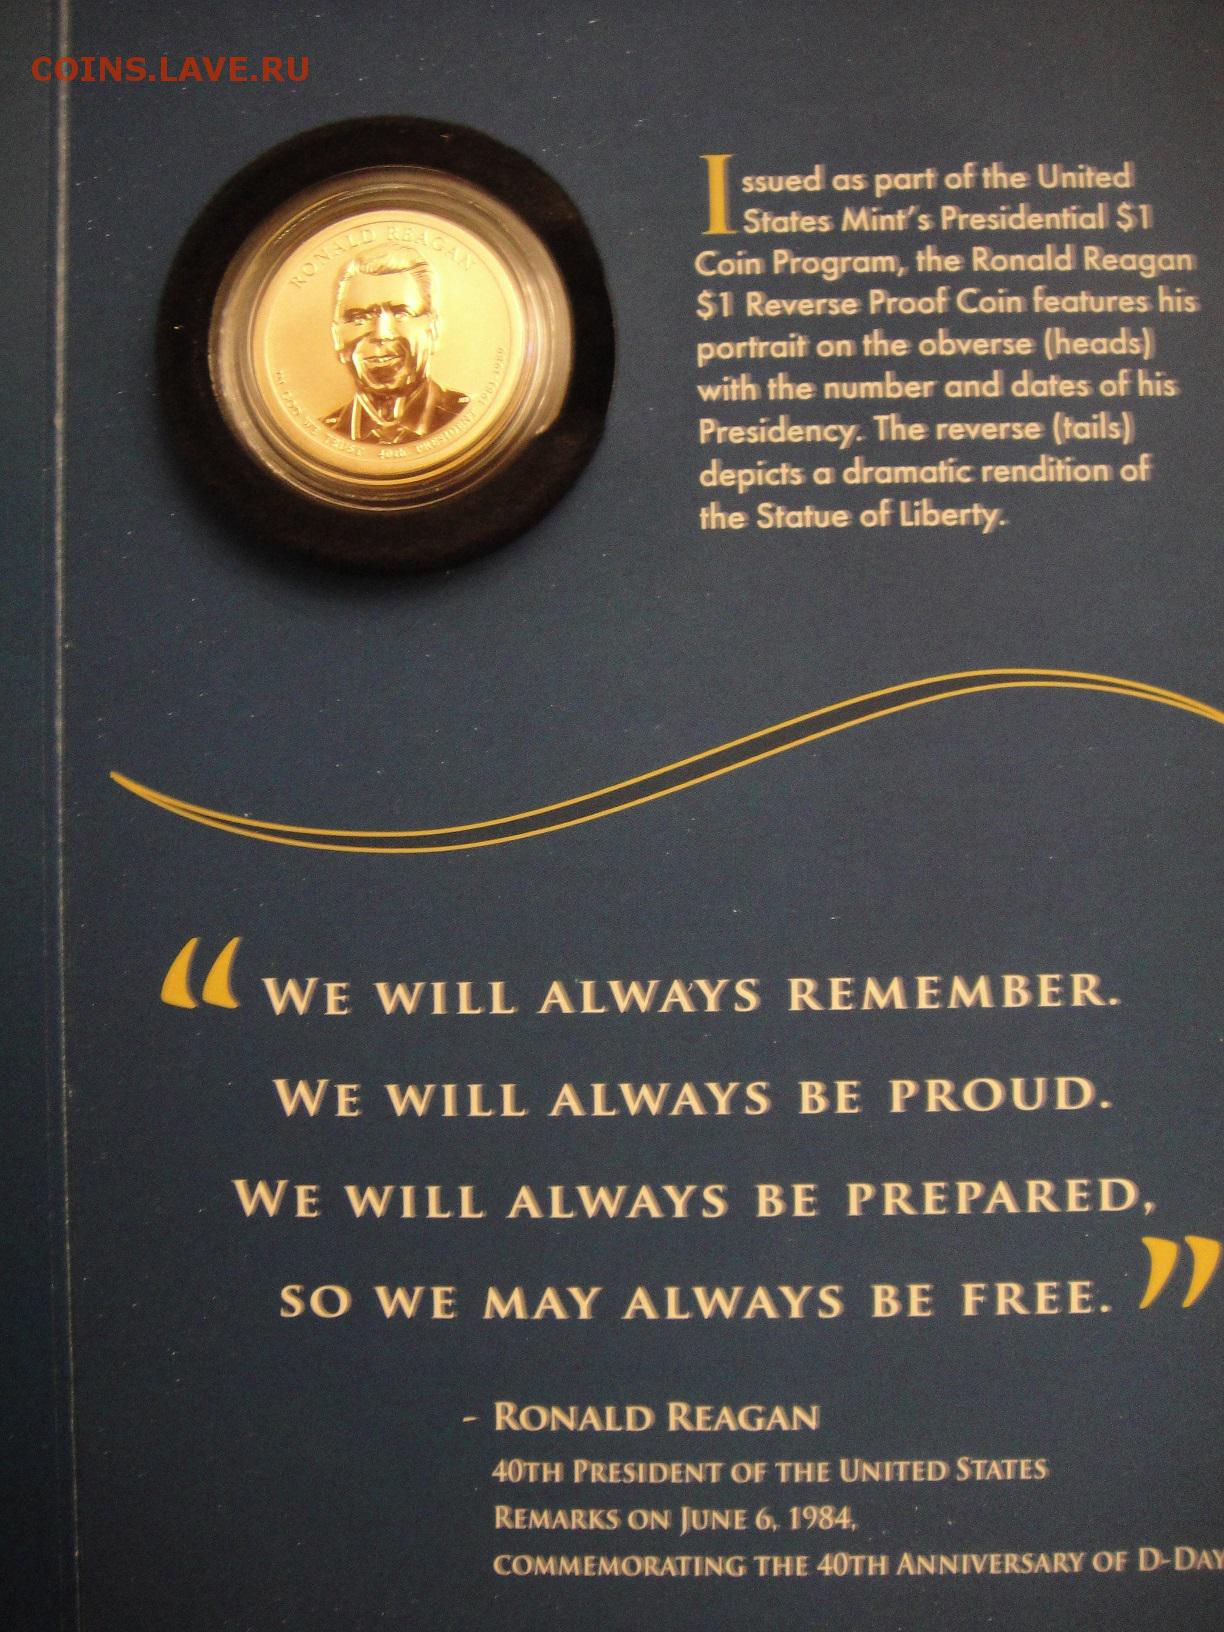 COINS.LAVE.RU
RONALD REAGAN
IN GOD WE TRUST 40th PRESIDENT 1981-1989
Issued as part of the United
States Mint's Presidential $1
Coin Program, the Ronald Reagan
$1 Reverse Proof Coin features his
portrait on the obverse (heads)
with the number and dates of his
Presidency. The reverse (tails)
depicts a dramatic rendition of
the Statue of Liberty.
“WE WILL ALWAYS REMEMBER.
WE WILL ALWAYS BE PROUD.
WE WILL ALWAYS BE PREPARED,
SO WE MAY ALWAYS BE FREE.”
- RONALD REAGAN
40TH PRESIDENT OF THE UNITED STATES
REMARKS ON JUNE 6, 1984,
COMMEMORATING THE 40TH ANNIVERSARY OF D-DAY